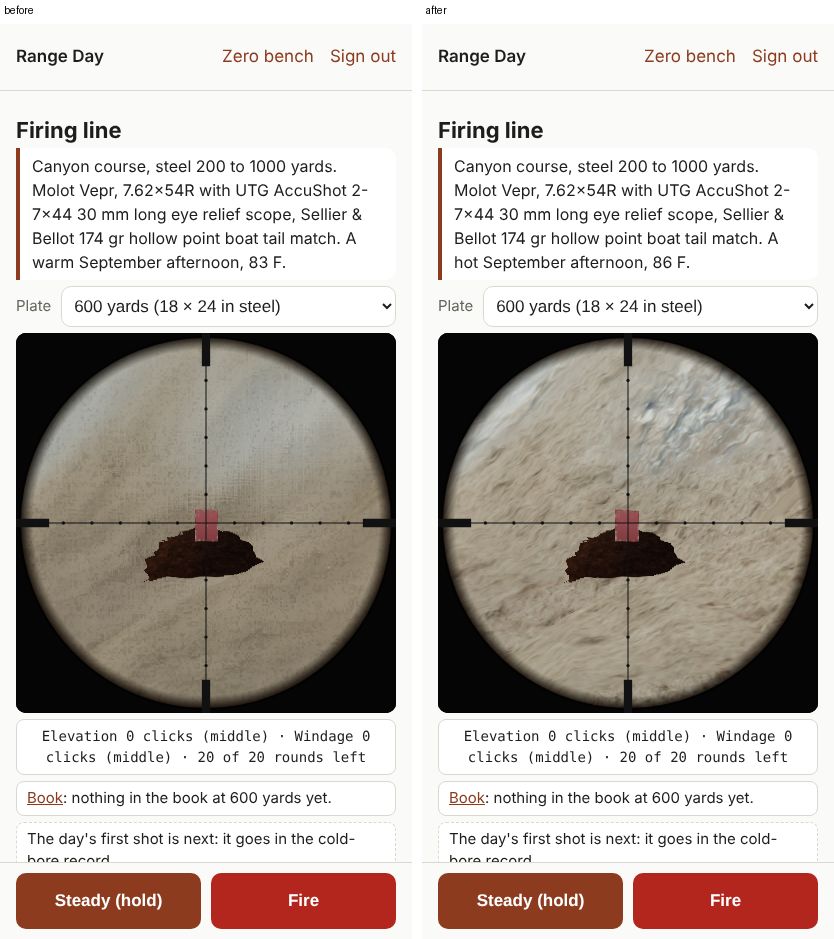 before
Range Day
Zero bench
Sign out
Firing line
Canyon course, steel 200 to 1000 yards.
Molot Vepr, 7.62×54R with UTG AccuShot 2-
7×44 30 mm long eye relief scope, Sellier &
Bellot 174 gr hollow point boat tail match. A
warm September afternoon, 83 F.
Plate
600 yards (18 × 24 in steel)
Elevation 0 clicks (middle) · Windage 0
clicks (middle) · 20 of 20 rounds left
Book: nothing in the book at 600 yards yet.
The day's first shot is next: it goes in the cold-
bore record
Steady (hold)
Fire
after
Range Day
Zero bench
Sign out
Firing line
Canyon course, steel 200 to 1000 yards.
Molot Vepr, 7.62×54R with UTG AccuShot 2-
7×44 30 mm long eye relief scope, Sellier &
Bellot 174 gr hollow point boat tail match. A
hot September afternoon, 86 F.
Plate
600 yards (18 × 24 in steel)
Elevation 0 clicks (middle) · Windage 0
clicks (middle) · 20 of 20 rounds left
Book: nothing in the book at 600 yards yet.
The day's first shot is next: it goes in the cold-
bore record
Steady (hold)
Fire